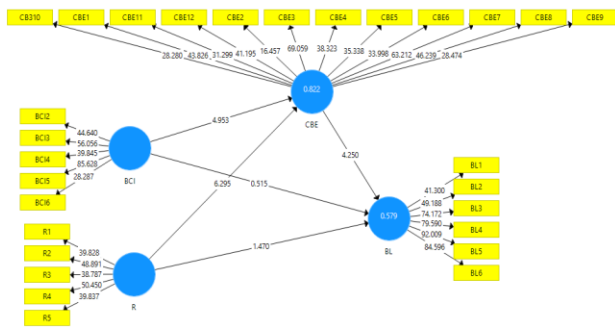 CB310 CBE1 CBE11 CBE12 CBE2 CBE3 CBE4 CBE5 CBE6 CBE7 CBE8 CBE9
28.280 43.826 31.299 41.195 16.457 69.059 38.323 35.338 33.998 63.212 46.239 28.474
0.822
CBE
BCI2
BCI3
BCI4
BCI5
BCI6
44.640
56.056
39.845
85.628
28.287
BCI
4.953
6.295
4.250
0.515
1.470
R1
R2
R3
R4
R5
39.828
48.891
38.787
50.450
39.837
R
0.579
BL
41.300
49.188
74.172
79.590
92.009
84.596
BL1
BL2
BL3
BL4
BL5
BL6